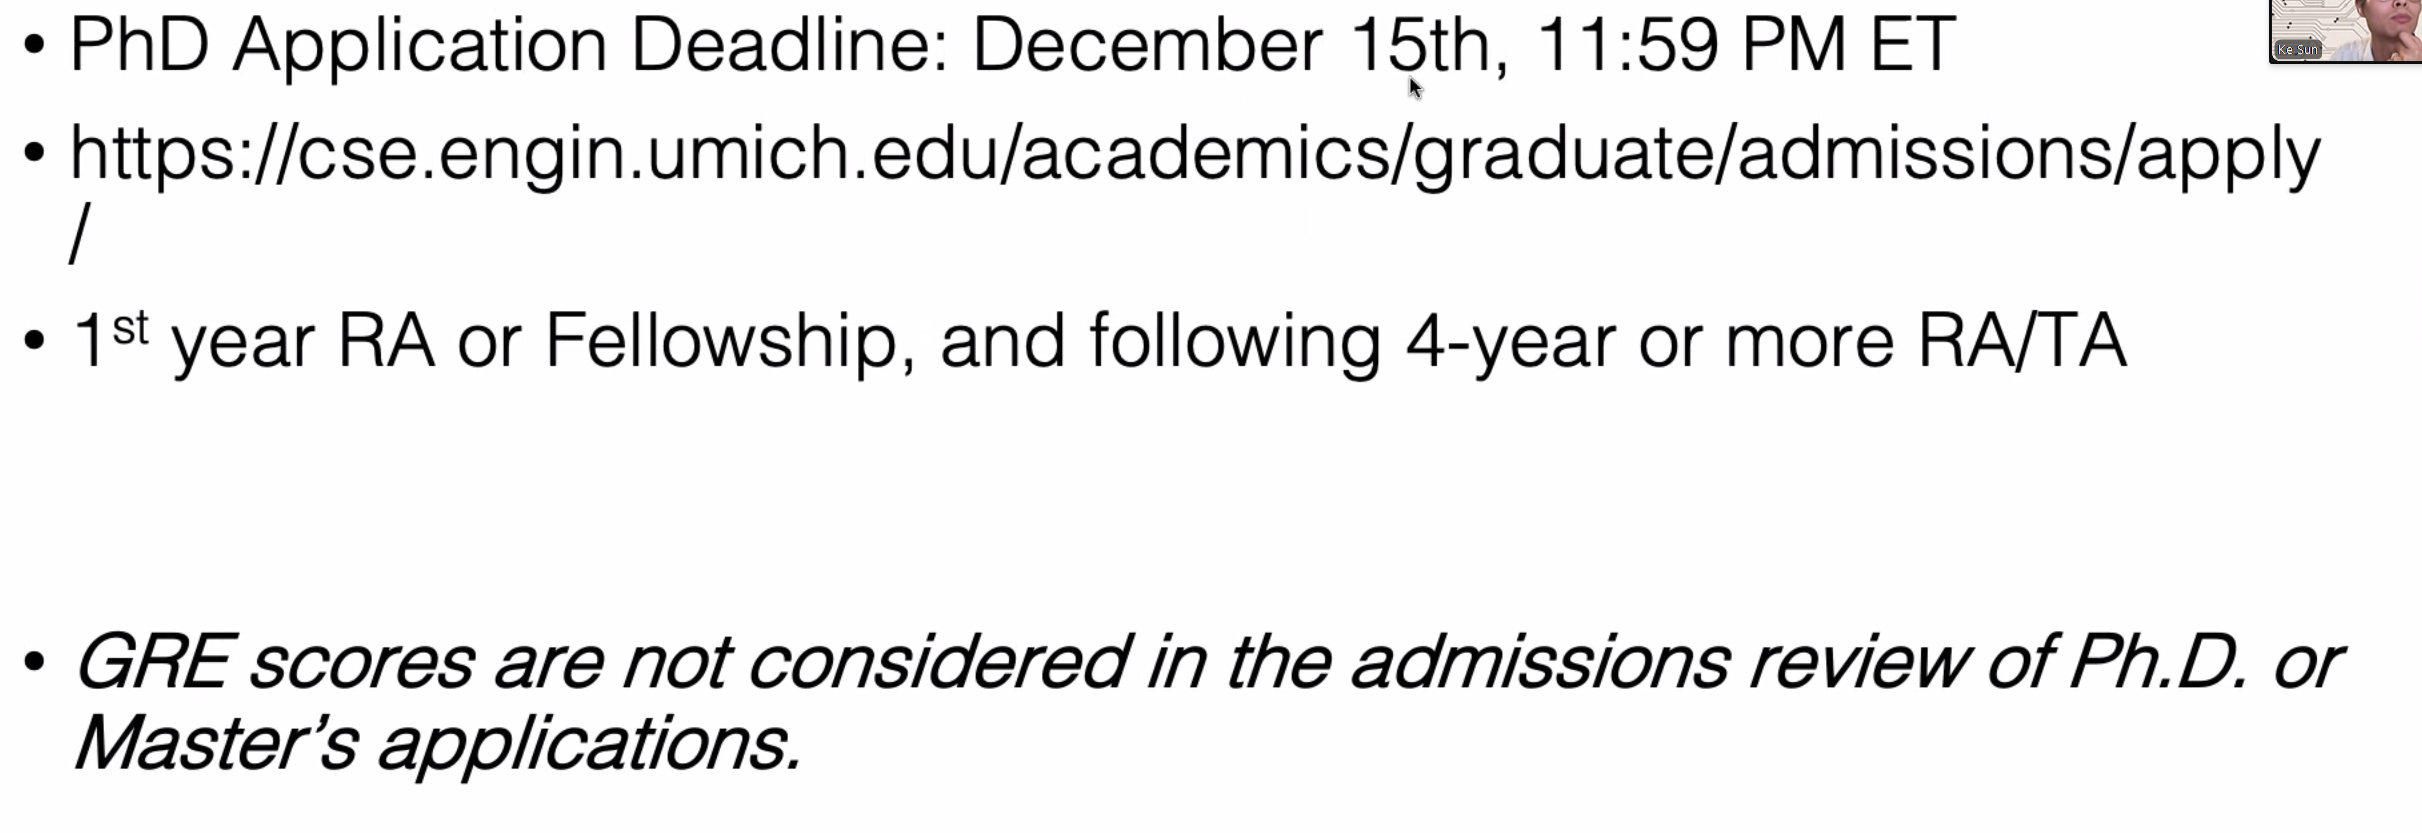 • PhD Application Deadline: December 15th, 11:59 PM ET
• https://cse.engin.umich.edu/academics/graduate/admissions/apply
/
• 1st year RA or Fellowship, and following 4-year or more RA/TA
• GRE scores are not considered in the admissions review of Ph.D. or
Master’s applications.
Ke Sun